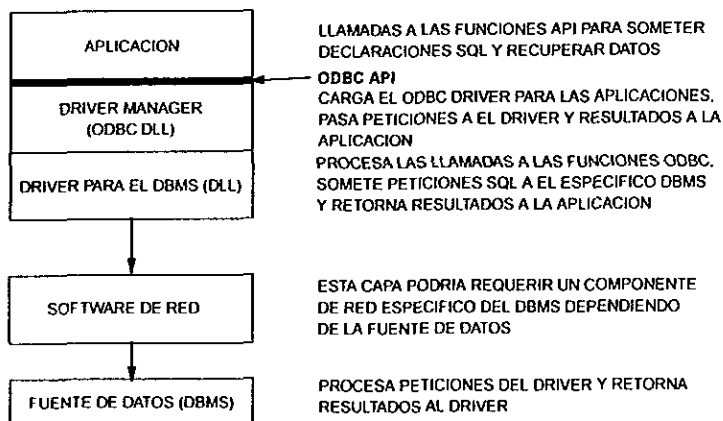 APLICACION
LLAMADAS A LAS FUNCIONES API PARA SOMETER
DECLARACIONES SQL Y RECUPERAR DATOS
ODBC API
DRIVER MANAGER
(ODBC DLL)
CARGA EL ODBC DRIVER PARA LAS APLICACIONES,
PASA PETICIONES A EL DRIVER Y RESULTADOS A LA
APLICACION
DRIVER PARA EL DBMS (DLL)
PROCESA LAS LLAMADAS A LAS FUNCIONES ODBC,
SOMETE PETICIONES SQL A EL ESPECIFICO DBMS
Y RETORNA RESULTADOS A LA APLICACION
SOFTWARE DE RED
ESTA CAPA PODRIA REQUERIR UN COMPONENTE
DE RED ESPECIFICO DEL DBMS DEPENDIENDO
DE LA FUENTE DE DATOS
FUENTE DE DATOS (DBMS)
PROCESA PETICIONES DEL DRIVER Y RETORNA
RESULTADOS AL DRIVER